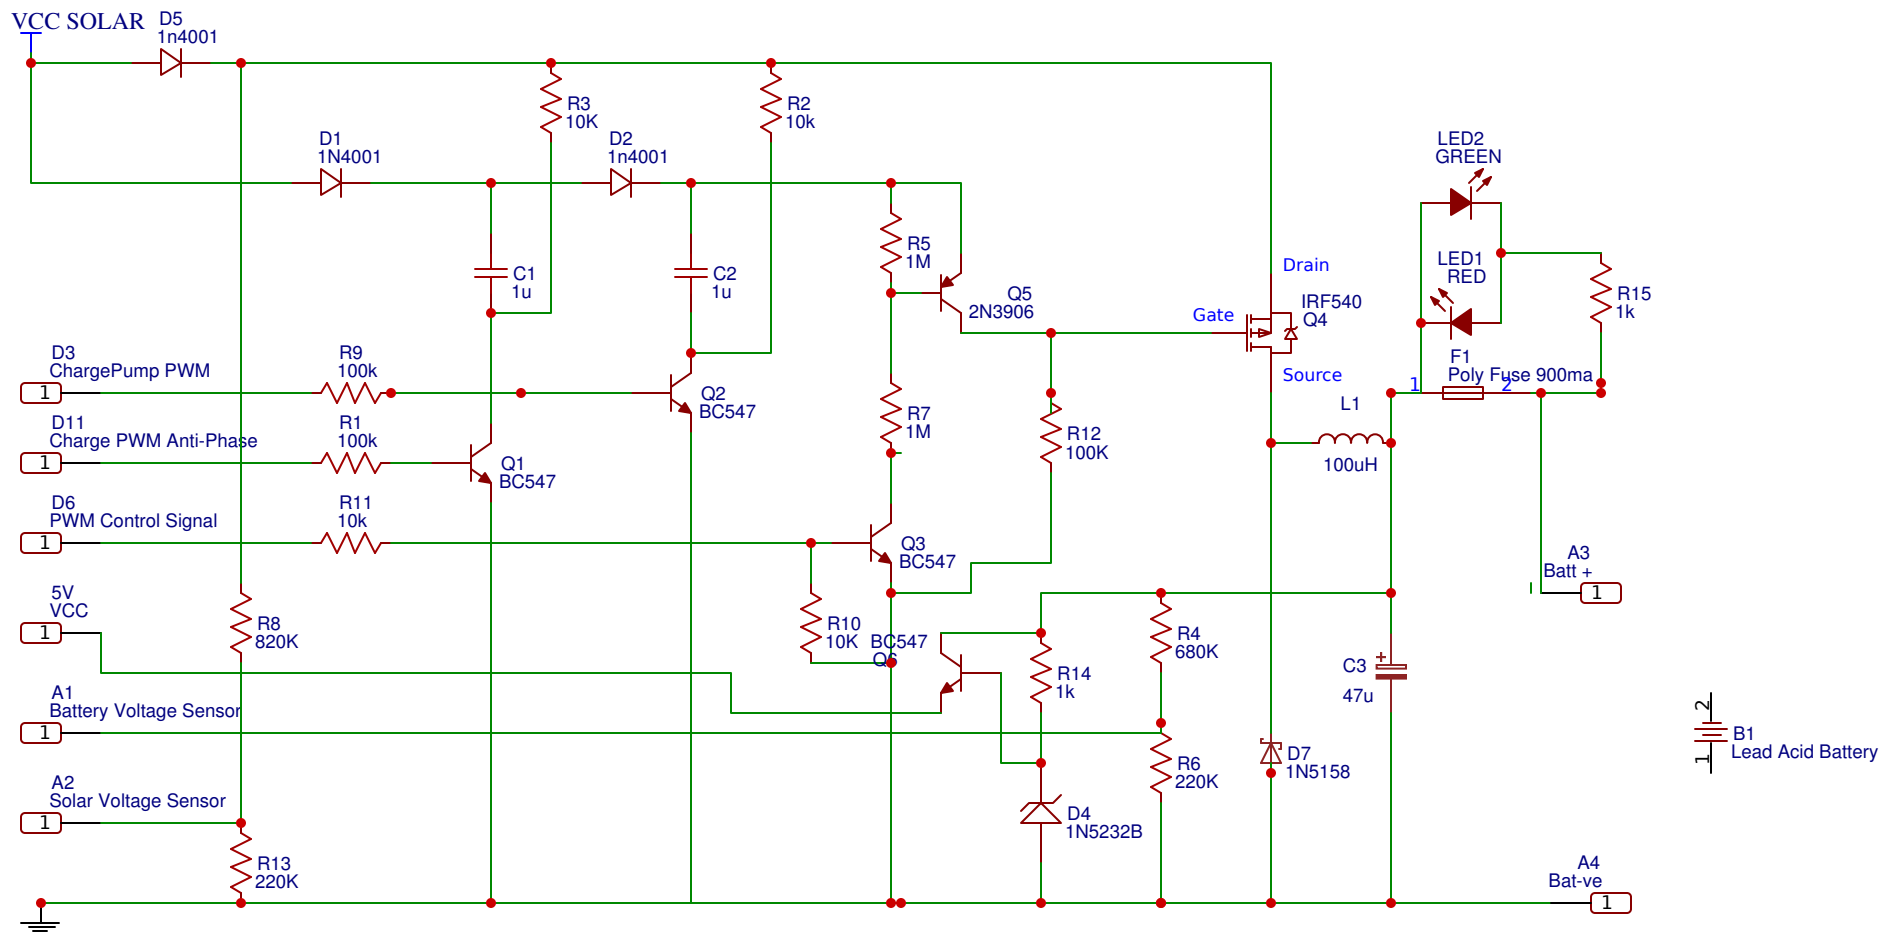 VCC SOLAR
D5
1n4001
R3
10K
R2
10k
D1
1N4001
D2
1n4001
LED2
GREEN
R5
1M
C1
1u
C2
1u
Q5
2N3906
Drain
LED1
RED
IRF540
Q4
R15
1k
Gate
D3
ChargePump PWM
1
R9
100k
Q2
BC547
Source
F1
Poly Fuse 900ma
1
2
L1
100uH
D11
Charge PWM Anti-Phase
1
R1
100k
Q1
BC547
R7
1M
R12
100K
D6
PWM Control Signal
1
R11
10k
Q3
BC547
A3
Batt +
1
5V
VCC
1
R8
820K
R10
10K
BC547
Q6
R14
1k
R4
680K
C3
47u
A1
Battery Voltage Sensor
1
2
B1
Lead Acid Battery
1
R6
220K
D7
1N5158
A2
Solar Voltage Sensor
1
D4
1N5232B
R13
220K
A4
Bat-ve
1